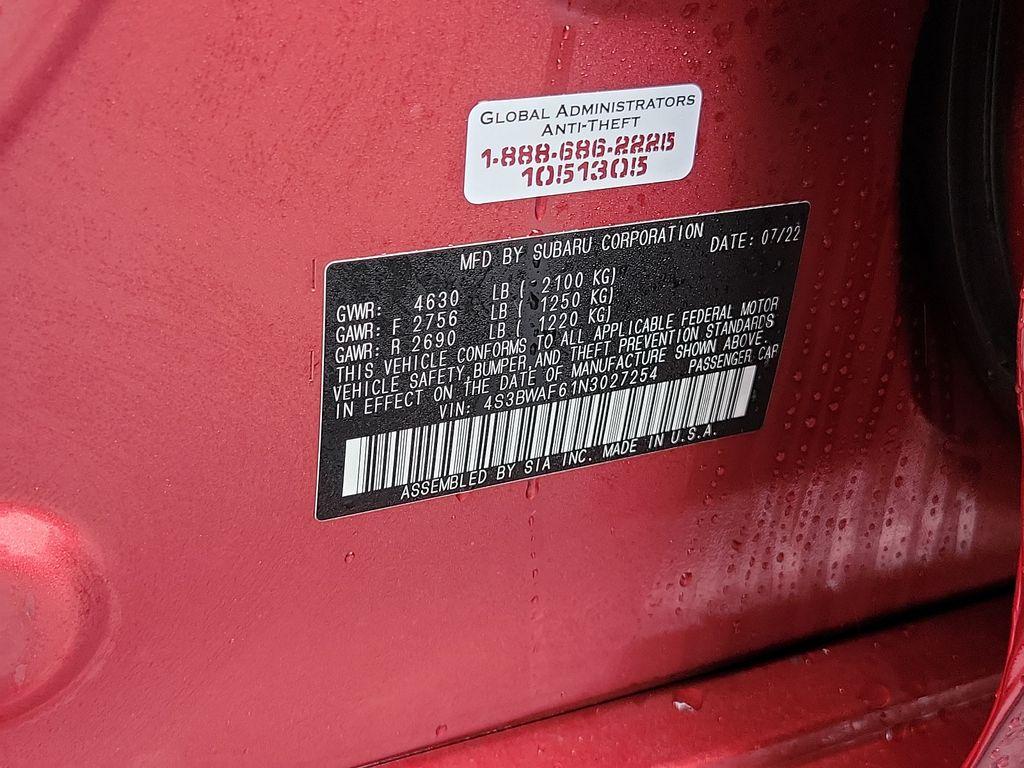 GLOBAL ADMINISTRATORS
ANTI-THEFT
1-888-686-2225
1051305
MFD BY SUBARU CORPORATION DATE: 07/22
GVWR: 4630 LB ( 2100 KG)
GAWR: F 2756 LB ( 1250 KG)
GAWR: R 2690 LB ( 1220 KG)
THIS VEHICLE CONFORMS TO ALL APPLICABLE FEDERAL MOTOR
VEHICLE SAFETY, BUMPER, AND THEFT PREVENTION STANDARDS
IN EFFECT ON THE DATE OF MANUFACTURE SHOWN ABOVE.
VIN: 4S3BWAF61N3027254 PASSENGER CAR
ASSEMBLED BY SIA INC. MADE IN U.S.A.